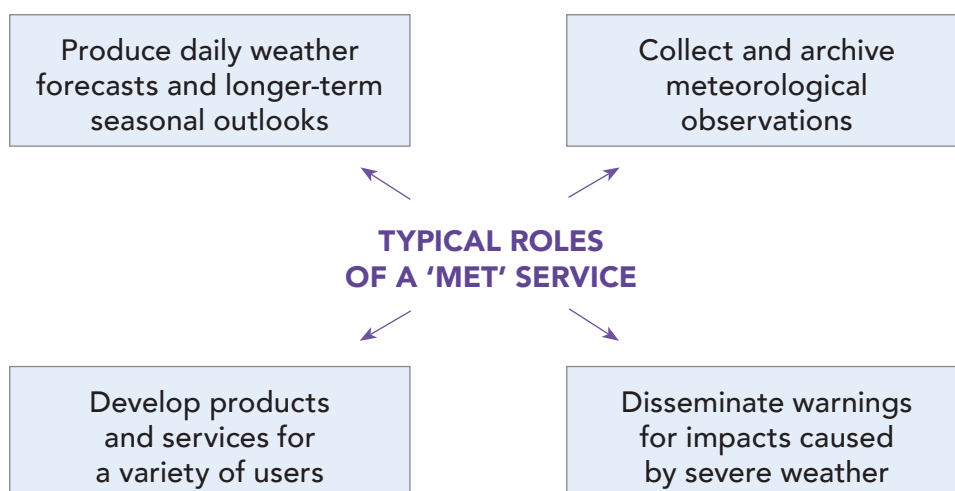 Produce daily weather
forecasts and longer-term
seasonal outlooks
Collect and archive
meteorological
observations
TYPICAL ROLES
OF A ‘MET’ SERVICE
Develop products
and services for
a variety of users
Disseminate warnings
for impacts caused
by severe weather